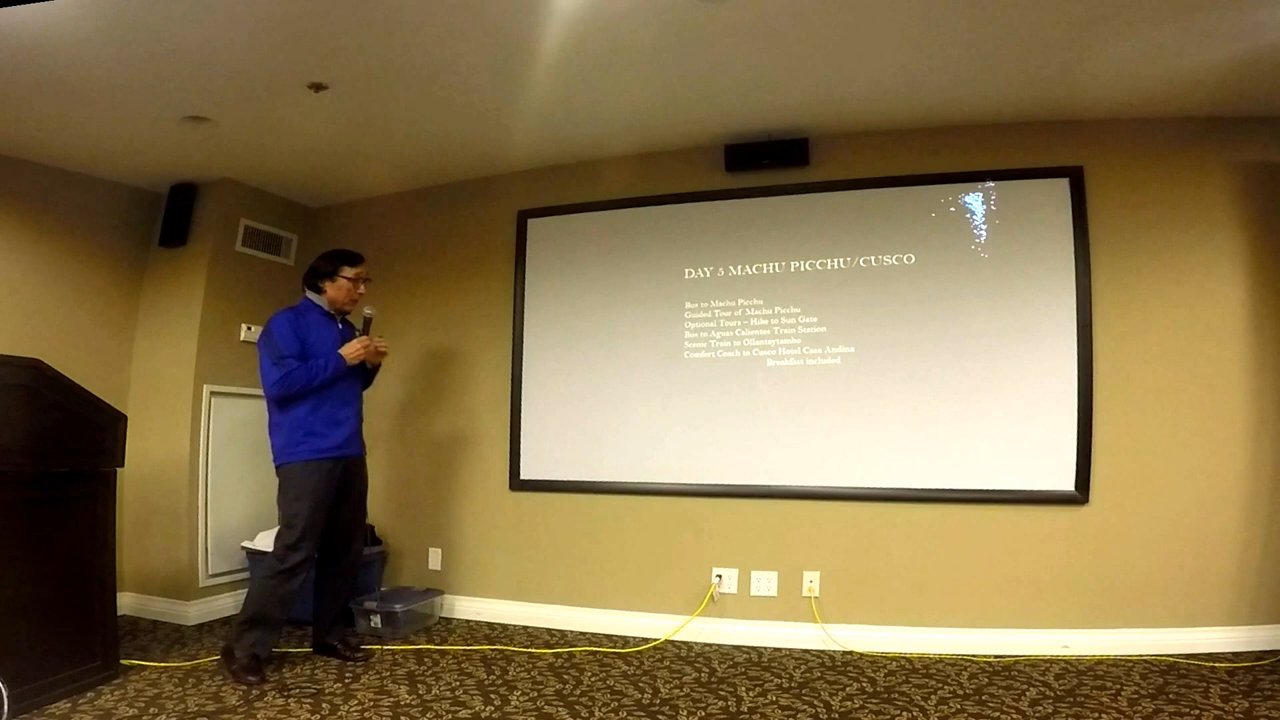 DAY 5 MACHU PICCHU/CUSCO
Bus to Machu Picchu
Guided Tour of Machu Picchu
Optional Tours – Hike to Sun Gate
Bus to Aguas Calientes Train Station
Scenic Train to Ollantaytambo
Comfort Coach to Cusco Hotel Casa Andina
Breakfast included